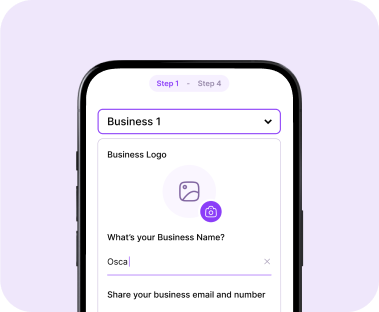 Step 1 - Step 4
Business 1
Business Logo
What's your Business Name?
Osca
Share your business email and number